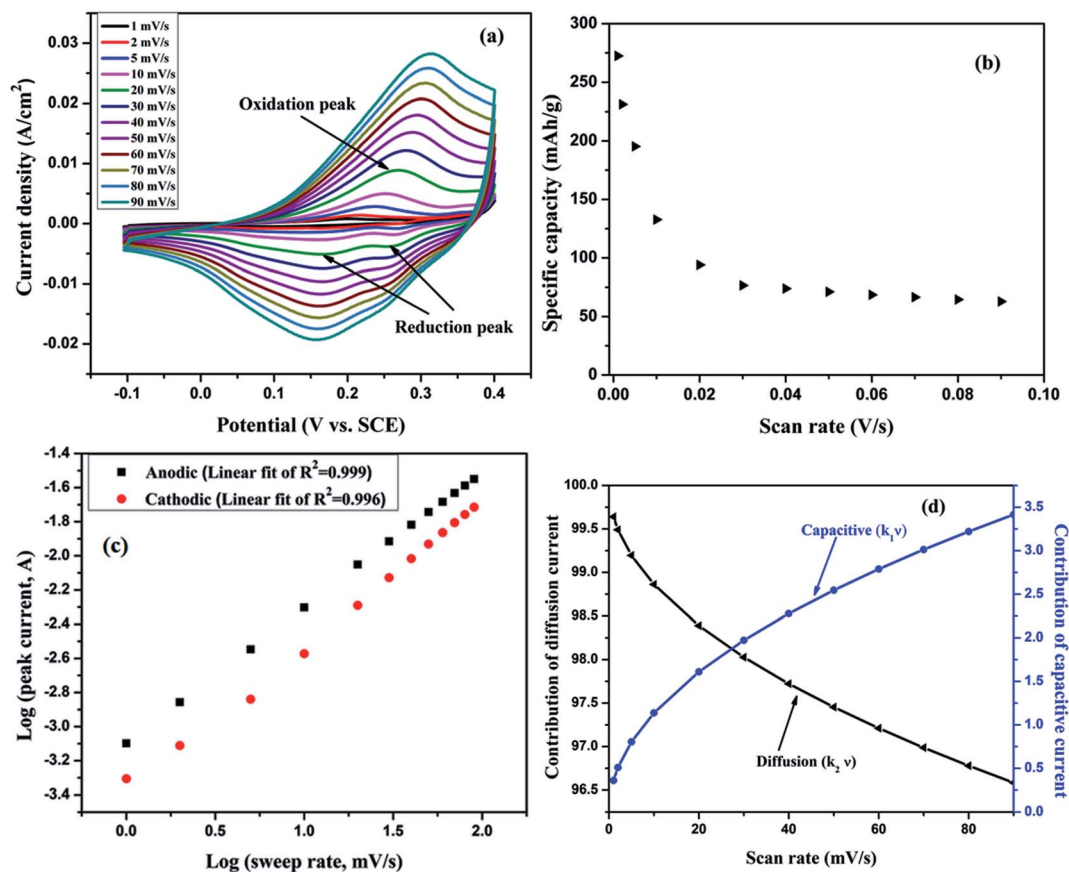 1 mV/s
2 mV/s
5 mV/s
10 mV/s
20 mV/s
30 mV/s
40 mV/s
50 mV/s
60 mV/s
70 mV/s
80 mV/s
90 mV/s
(a)
Oxidation peak
Reduction peak
0.03
0.02
0.01
0.00
-0.01
-0.02
Current density (A/cm²)
-0.1 0.0 0.1 0.2 0.3 0.4
Potential (V vs. SCE)
(b)
300
250
200
150
100
50
0
Specific capacity (mAh/g)
0.00 0.02 0.04 0.06 0.08 0.10
Scan rate (V/s)
Anodic (Linear fit of R²=0.999)
Cathodic (Linear fit of R²=0.996)
(c)
-1.4
-1.6
-1.8
-2.0
-2.2
-2.4
-2.6
-2.8
-3.0
-3.2
-3.4
Log (peak current, A)
0.0 0.5 1.0 1.5 2.0
Log (sweep rate, mV/s)
(d)
Capacitive (k₁ν)
Diffusion (k₂ ν)
100.0
99.5
99.0
98.5
98.0
97.5
97.0
96.5
Contribution of diffusion current
3.5
3.0
2.5
2.0
1.5
1.0
0.5
0.0
Contribution of capacitive current
0 20 40 60 80
Scan rate (mV/s)